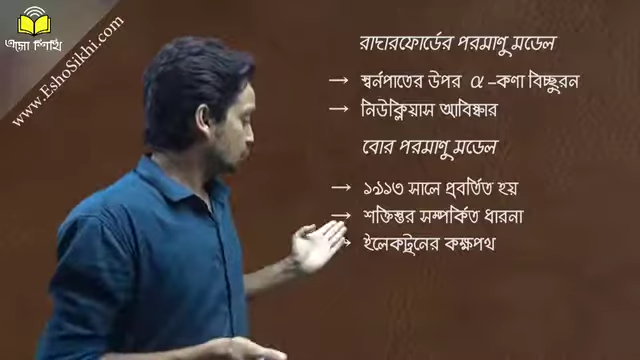 এসো শিখি
www.EshoSikhi.com
রাদারফোর্ডের পরমাণু মডেল
→ স্বর্নপাতের উপর α –কণা বিচ্ছুরন
→ নিউক্লিয়াস আবিষ্কার
বোর পরমাণু মডেল
→ ১৯১৩ সালে প্রবর্তিত হয়
→ শক্তিস্তর সম্পর্কিত ধারনা
→ ইলেকট্রনের কক্ষপথ